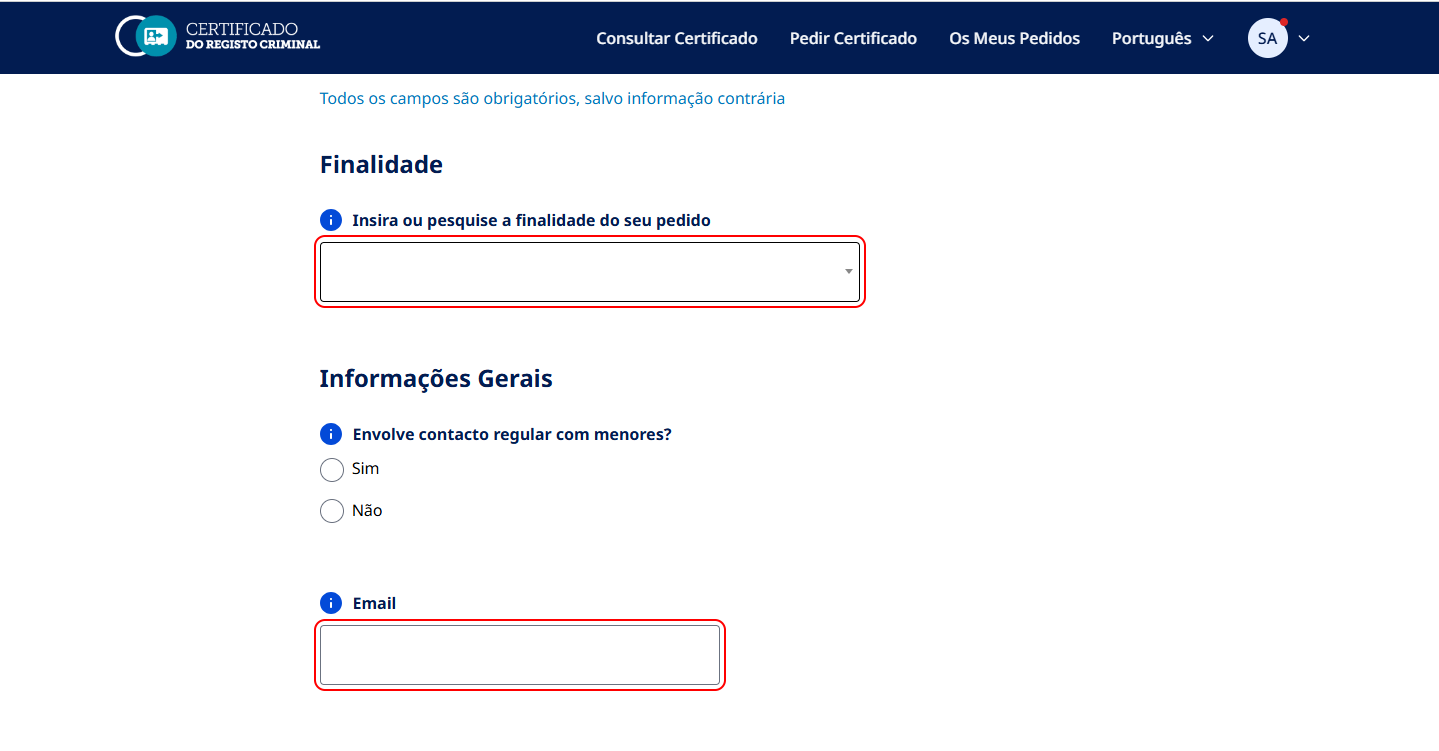 CERTIFICADO
DO REGISTO CRIMINAL
Consultar Certificado
Pedir Certificado
Os Meus Pedidos
Português
SA
Todos os campos são obrigatórios, salvo informação contrária
Finalidade
i Insira ou pesquise a finalidade do seu pedido
Informações Gerais
i Envolve contacto regular com menores?
Sim
Não
i Email